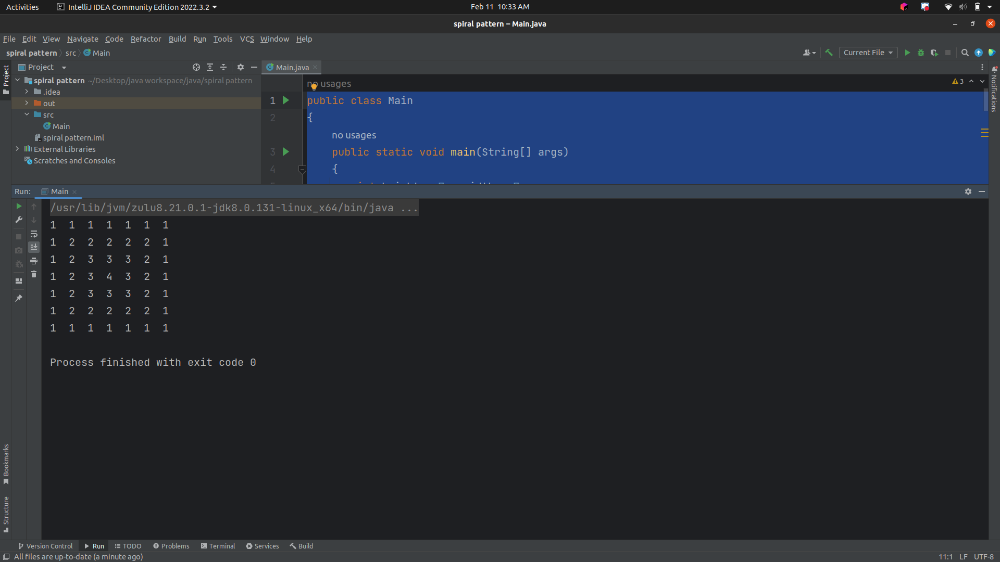 Activities
IntelliJ IDEA Community Edition 2022.3.2
Feb 11 10:33 AM
spiral pattern – Main.java
File Edit View Navigate Code Refactor Build Run Tools VCS Window Help
spiral pattern src Main
Current File
Project
Project
spiral pattern ~/Desktop/java workspace/java/spiral pattern
.idea
out
src
Main
spiral pattern.iml
External Libraries
Scratches and Consoles
Main.java
no usages
3
1 public class Main
2 {
no usages
3 public static void main(String[] args)
4 {
Notifications
Run: Main
/usr/lib/jvm/zulu8.21.0.1-jdk8.0.131-linux_x64/bin/java ...
1 1 1 1 1 1 1
1 2 2 2 2 2 1
1 2 3 3 3 2 1
1 2 3 4 3 2 1
1 2 3 3 3 2 1
1 2 2 2 2 2 1
1 1 1 1 1 1 1
Process finished with exit code 0
Bookmarks
Structure
Version Control Run TODO Problems Terminal Services Build
All files are up-to-date (a minute ago)
11:1 LF UTF-8